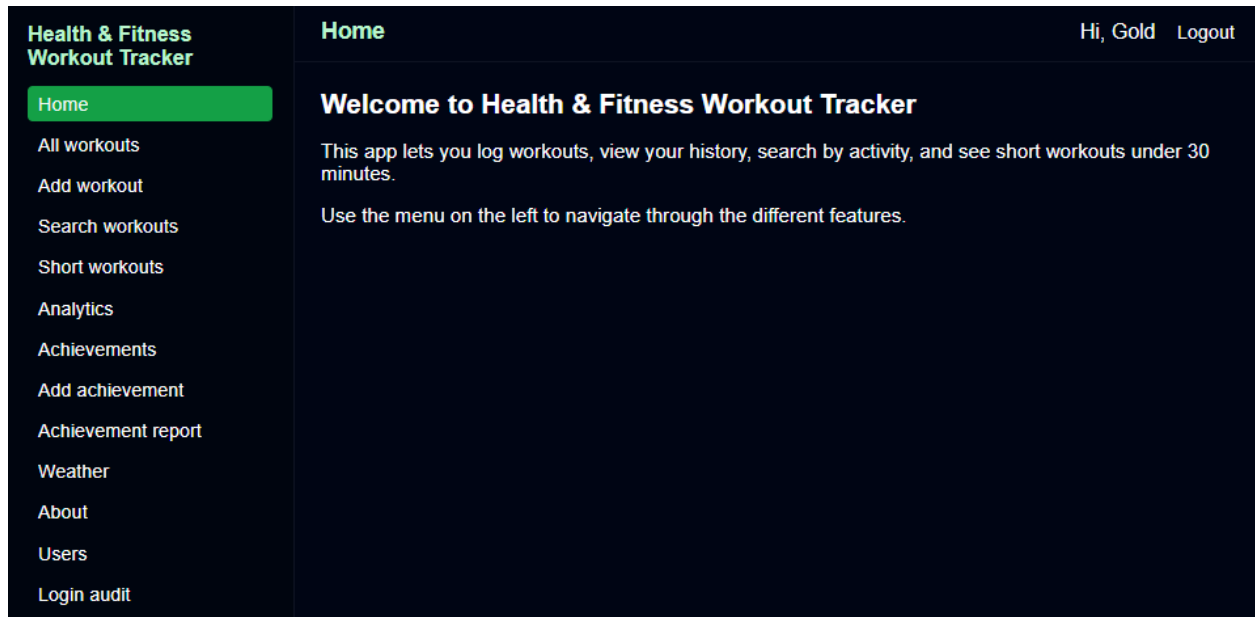 Health & Fitness
Workout Tracker
Home
All workouts
Add workout
Search workouts
Short workouts
Analytics
Achievements
Add achievement
Achievement report
Weather
About
Users
Login audit
Home
Hi, Gold Logout
Welcome to Health & Fitness Workout Tracker
This app lets you log workouts, view your history, search by activity, and see short workouts under 30
minutes.
Use the menu on the left to navigate through the different features.